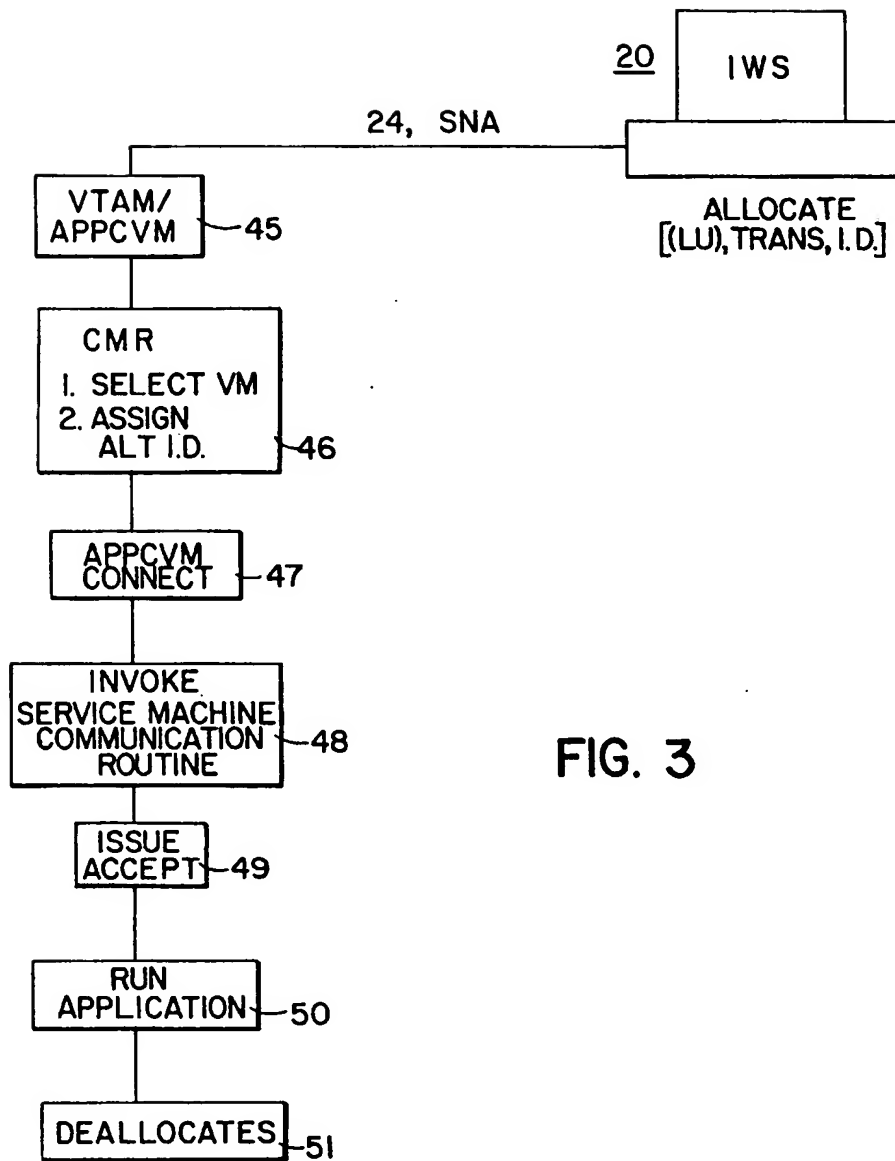 20
IWS
24, SNA
ALLOCATE
[(LU), TRANS, I.D.]
VTAM/
APPCVM
45
CMR
1. SELECT VM
2. ASSIGN
ALT I.D.
46
APPCVM
CONNECT
47
INVOKE
SERVICE MACHINE
COMMUNICATION
ROUTINE
48
ISSUE
ACCEPT
49
RUN
APPLICATION
50
DEALLOCATES
51
FIG. 3